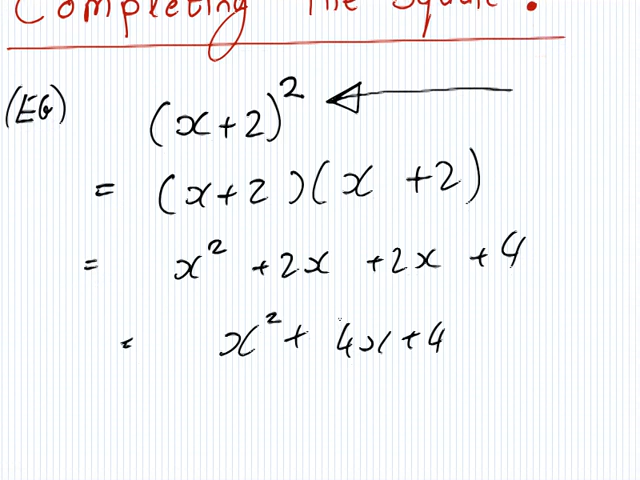 Completing The Square :
(EG) (x+2)²
= (x+2)(x +2)
= x² +2x +2x +4
= x² + 4x+4